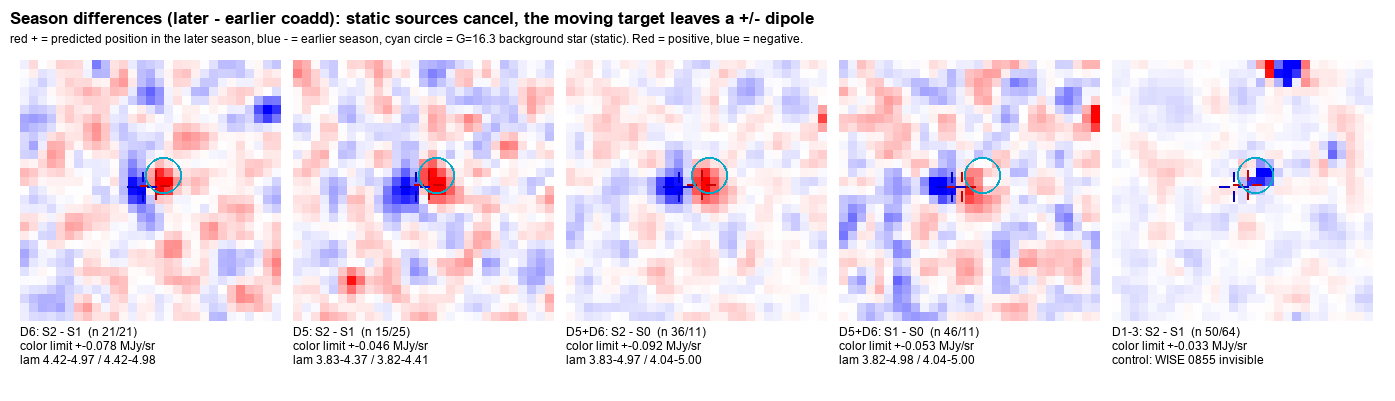 Season differences (later - earlier coadd): static sources cancel, the moving target leaves a +/- dipole
red + = predicted position in the later season, blue - = earlier season, cyan circle = G=16.3 background star (static). Red = positive, blue = negative.
D6: S2 - S1 (n 21/21)
color limit +-0.078 MJy/sr
lam 4.42-4.97 / 4.42-4.98
D5: S2 - S1 (n 15/25)
color limit +-0.046 MJy/sr
lam 3.83-4.37 / 3.82-4.41
D5+D6: S2 - S0 (n 36/11)
color limit +-0.092 MJy/sr
lam 3.83-4.97 / 4.04-5.00
D5+D6: S1 - S0 (n 46/11)
color limit +-0.053 MJy/sr
lam 3.82-4.98 / 4.04-5.00
D1-3: S2 - S1 (n 50/64)
color limit +-0.033 MJy/sr
control: WISE 0855 invisible